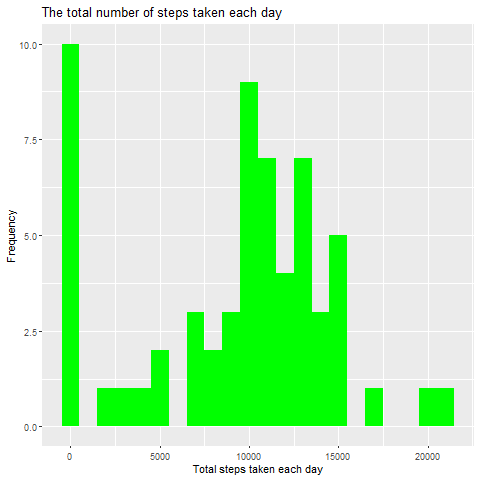 The total number of steps taken each day
10.0
7.5
5.0
2.5
0.0
Frequency
0 5000 10000 15000 20000
Total steps taken each day